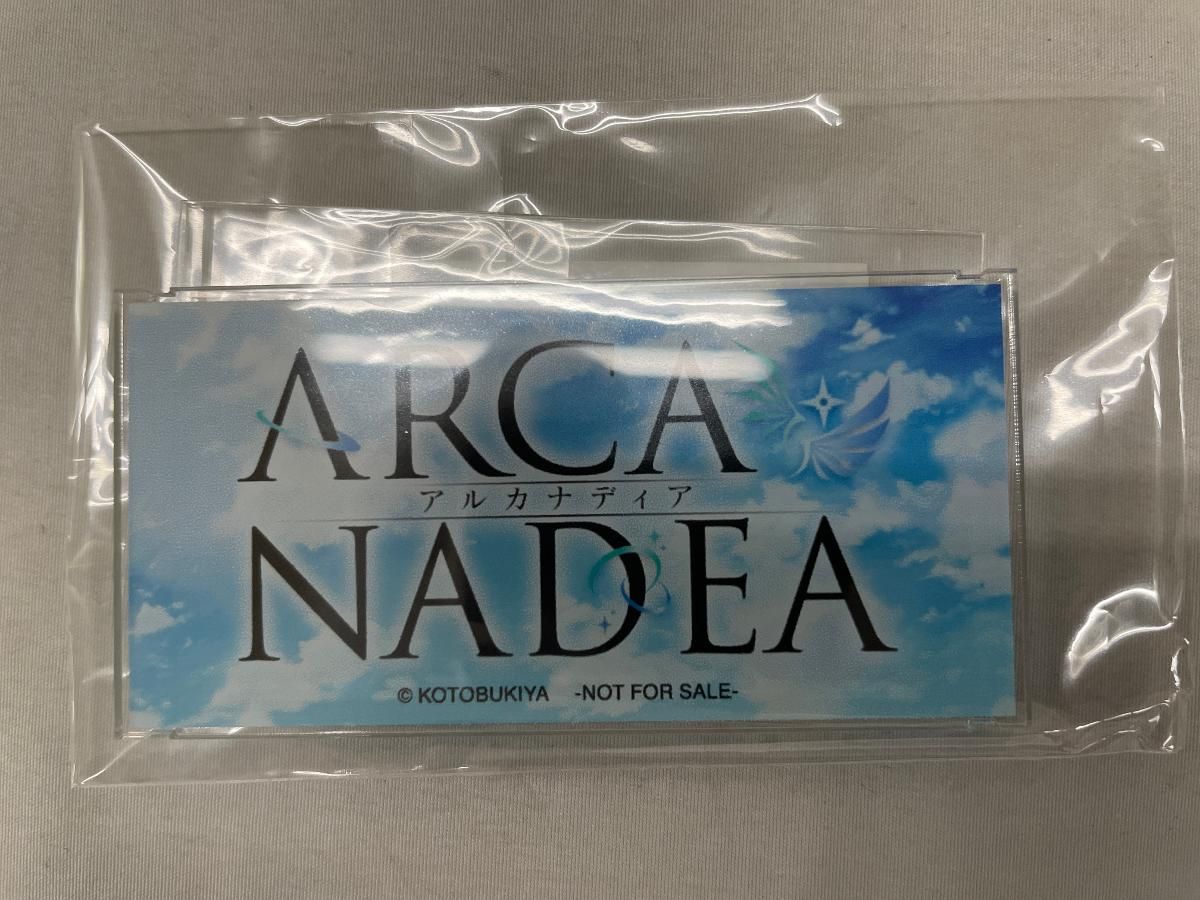 ARCA
アルカナディア
NADEA
© KOTOBUKIYA -NOT FOR SALE-